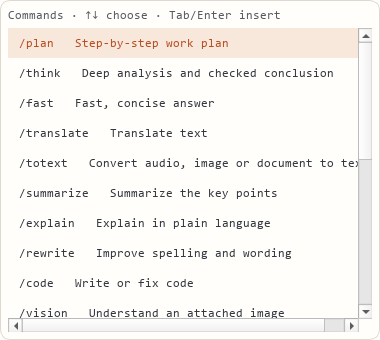 Commands · ↑↓ choose · Tab/Enter insert
/plan Step-by-step work plan
/think Deep analysis and checked conclusion
/fast Fast, concise answer
/translate Translate text
/totext Convert audio, image or document to tex
/summarize Summarize the key points
/explain Explain in plain language
/rewrite Improve spelling and wording
/code Write or fix code
/vision Understand an attached image